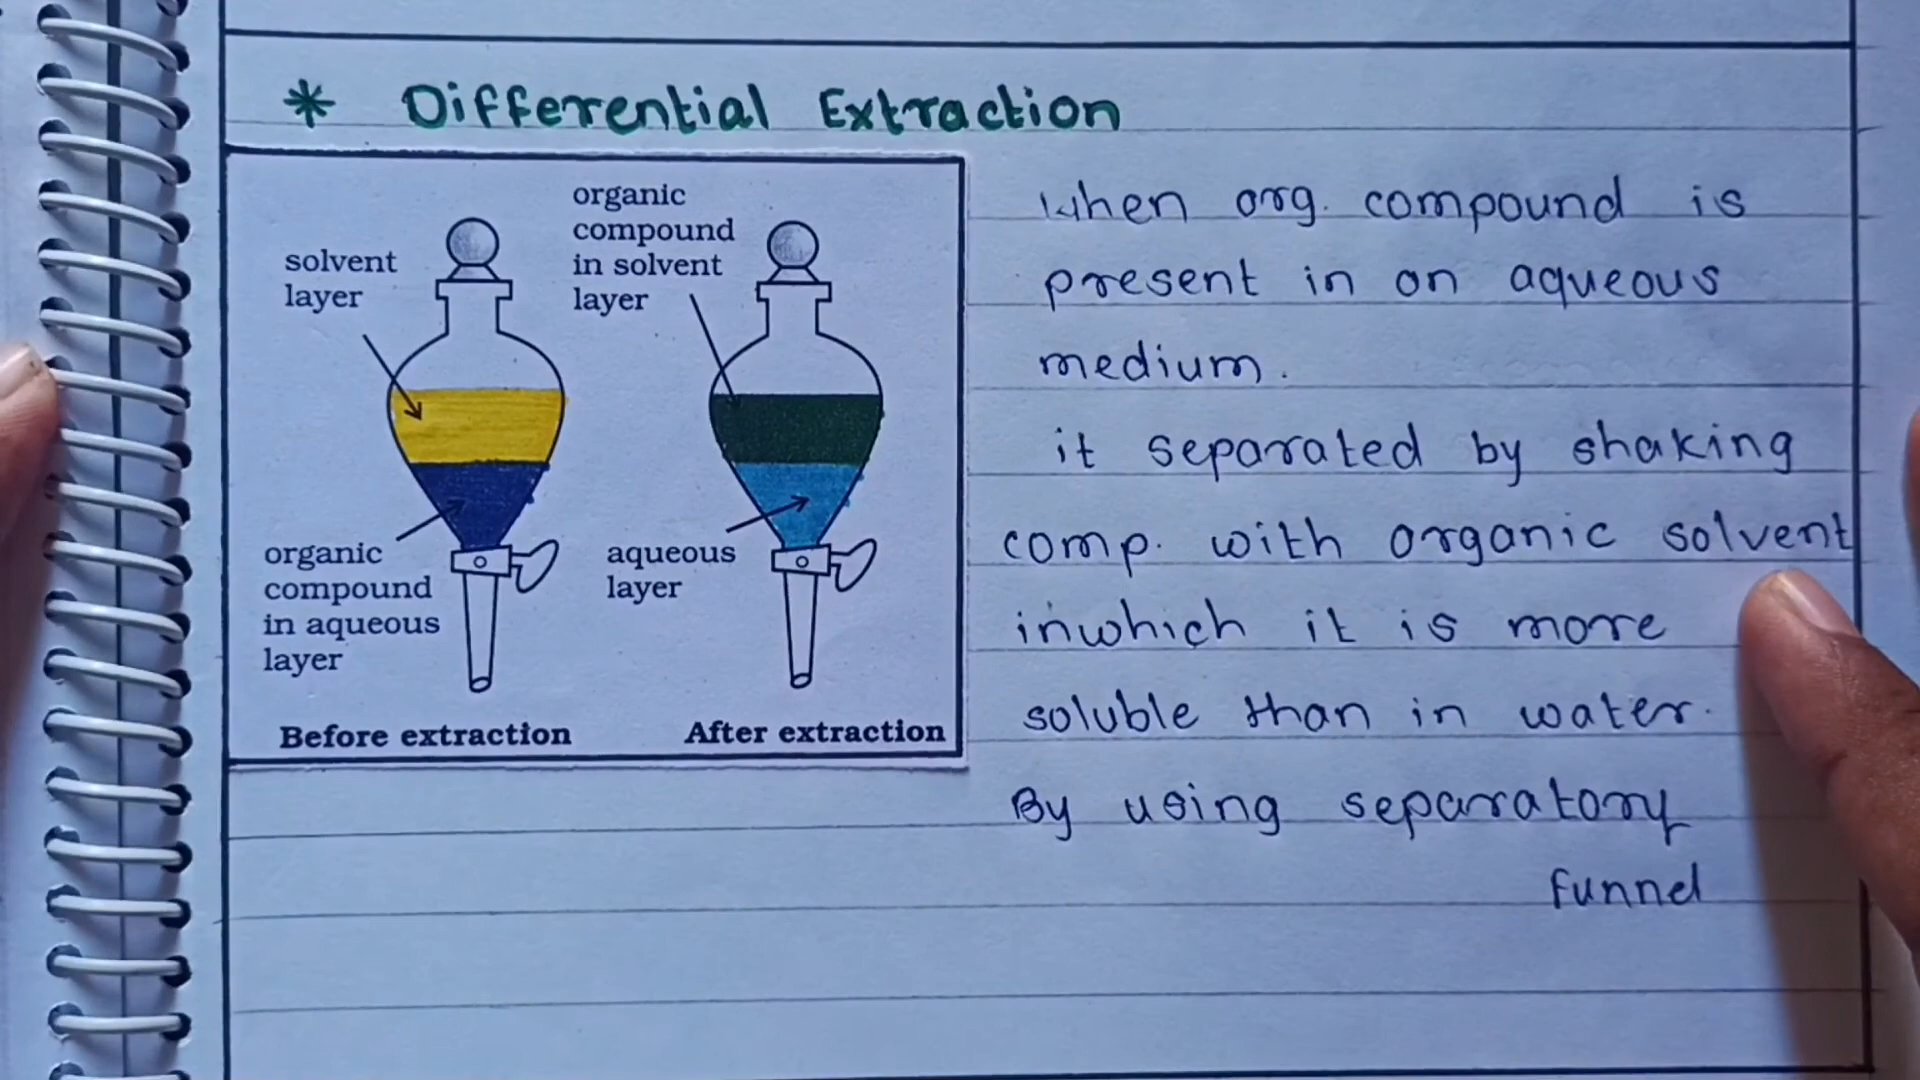 * Differential Extraction
solvent
layer
organic
compound
in aqueous
layer
Before extraction
organic
compound
in solvent
layer
aqueous
layer
After extraction
When org. compound is
present in an aqueous
medium.
it separated by shaking
comp. with organic solvent
inwhich it is more
soluble than in water.
By using separatory
funnel